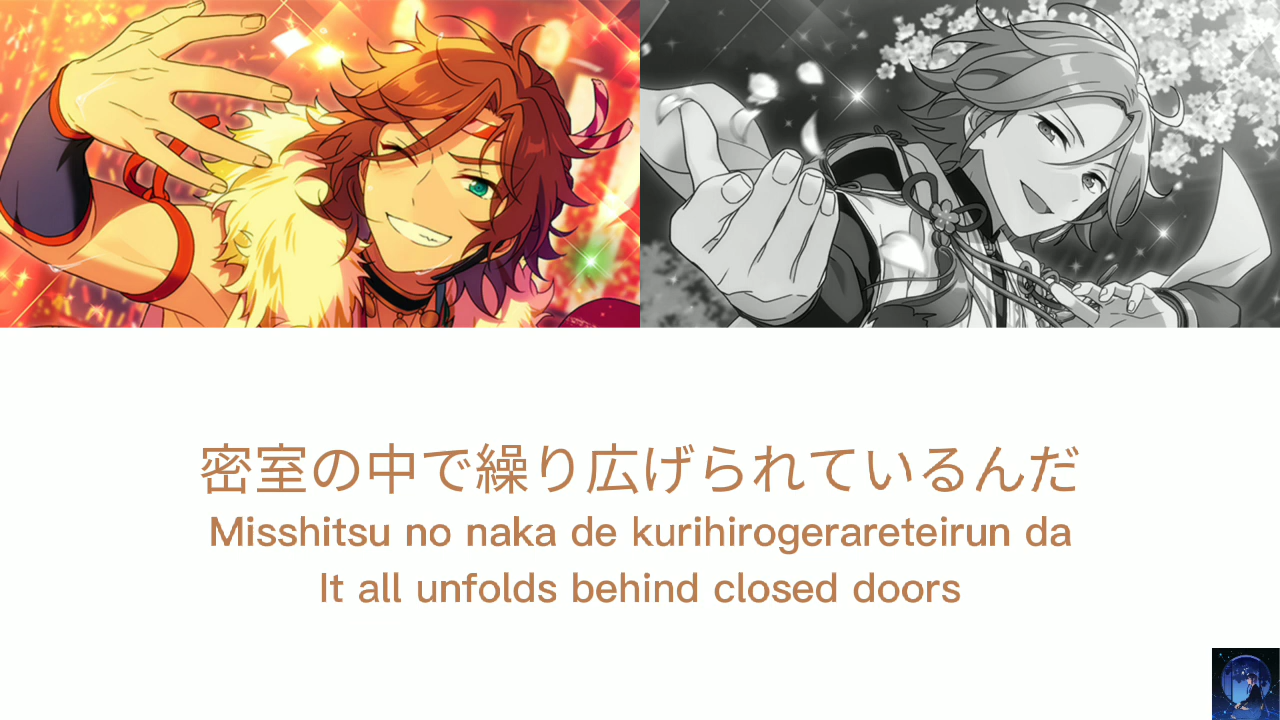 密室の中で繰り広げられているんだ
Misshitsu no naka de kurihirogerareteirun da
It all unfolds behind closed doors